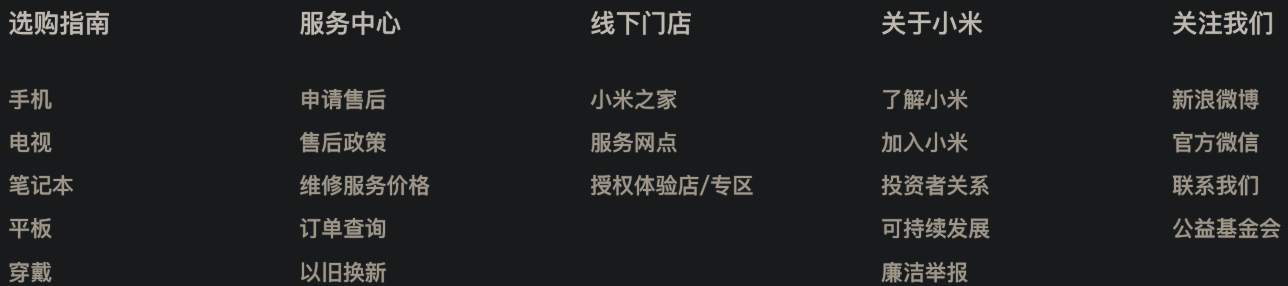 选购指南
手机
电视
笔记本
平板
穿戴
服务中心
申请售后
售后政策
维修服务价格
订单查询
以旧换新
线下门店
小米之家
服务网点
授权体验店/专区
关于小米
了解小米
加入小米
投资者关系
可持续发展
廉洁举报
关注我们
新浪微博
官方微信
联系我们
公益基金会